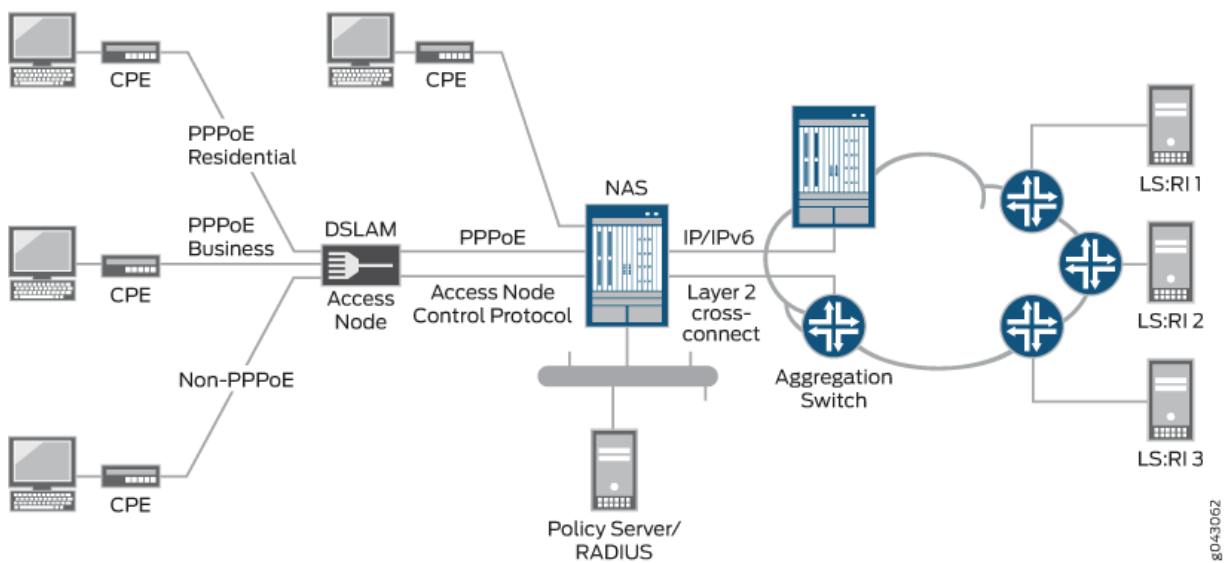 CPE
CPE
PPPoE
Residential
NAS
LS:RI 1
PPPoE
Business
DSLAM
PPPoE
IP/IPv6
CPE
Access
Node
Access Node
Control Protocol
Layer 2
cross-
connect
LS:RI 2
Non-PPPoE
Aggregation
Switch
LS:RI 3
CPE
Policy Server/
RADIUS
g043062